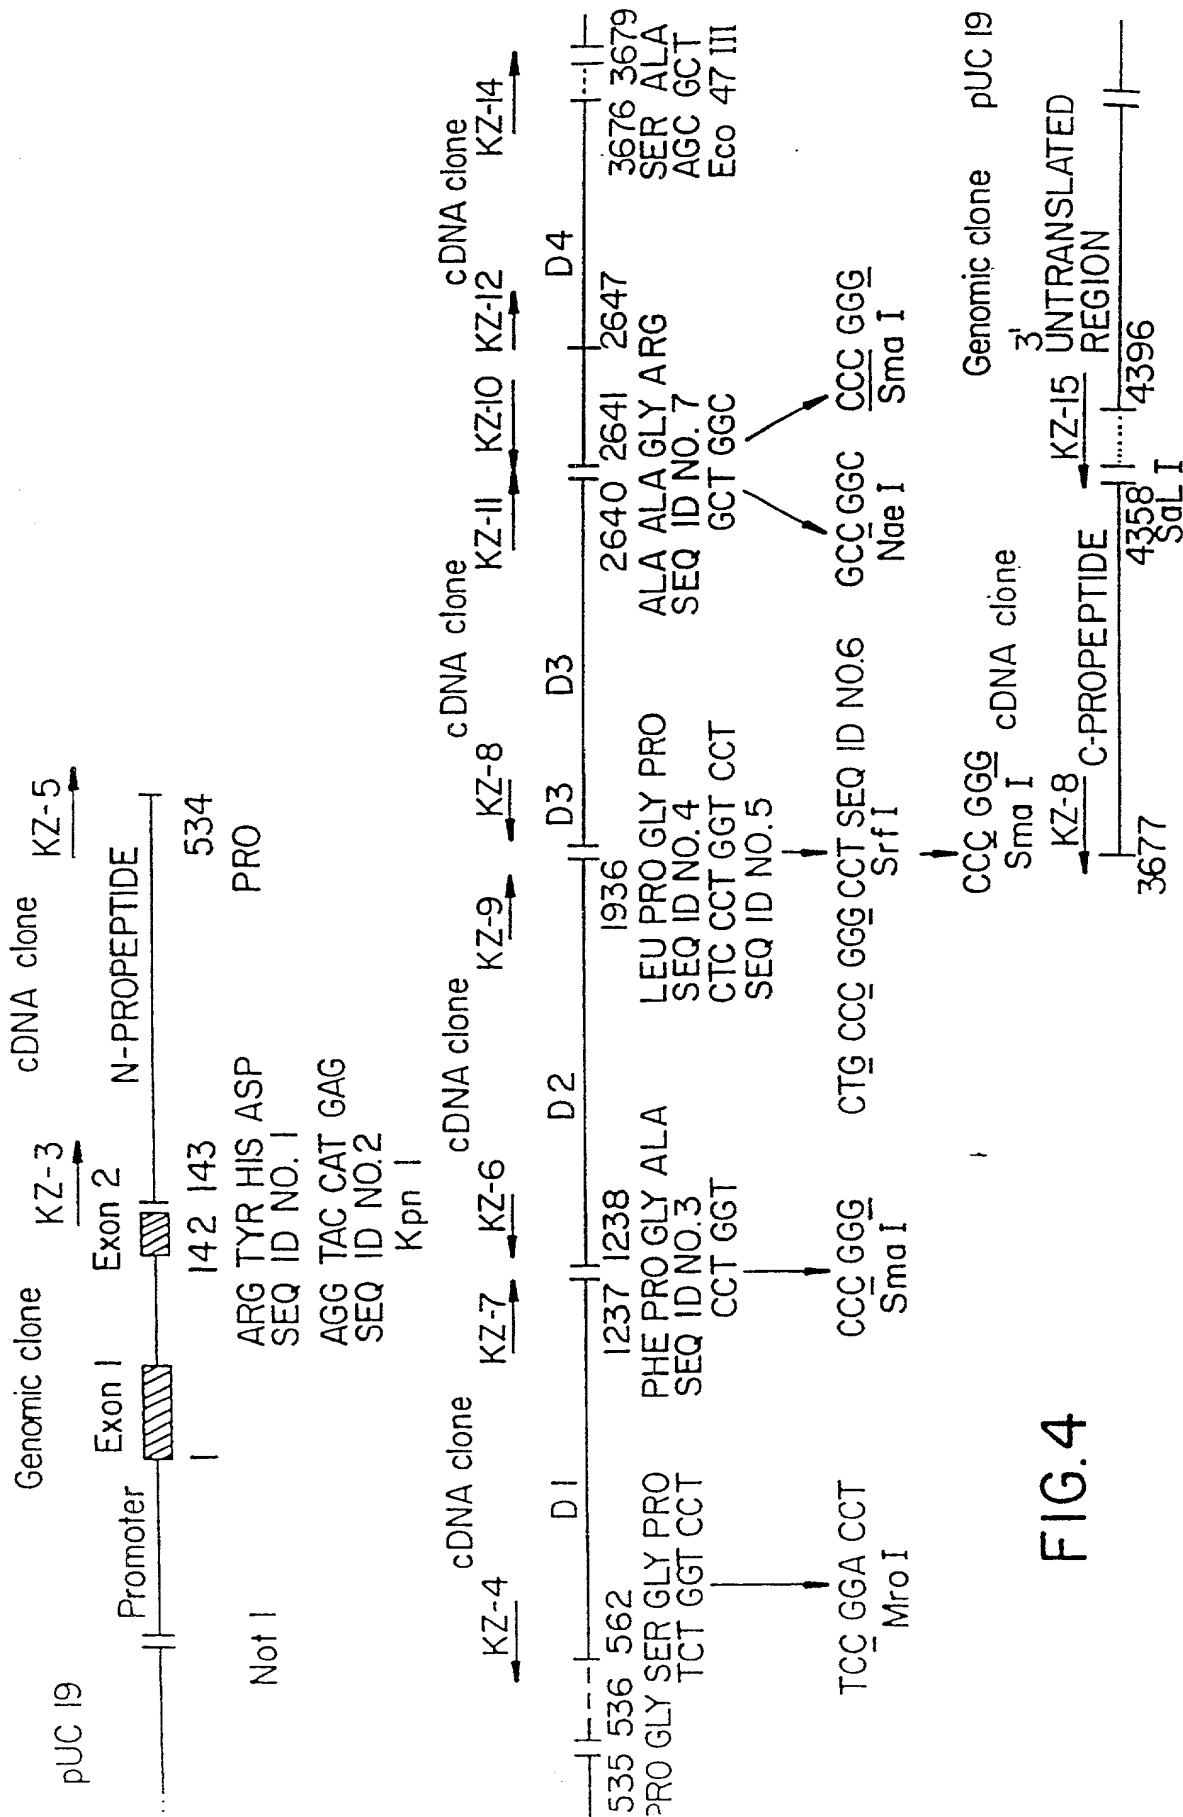 pUC 19
Genomic clone
cDNA clone
KZ-3
KZ-5
Promoter
Exon 1
Exon 2
N-PROPEPTIDE
Not I
1
142 143
534
ARG TYR HIS ASP
PRO
SEQ ID NO. 1
AGG TAC CAT GAG
SEQ ID NO.2
Kpn I
cDNA clone
cDNA clone
cDNA clone
cDNA clone
KZ-4
KZ-7
KZ-6
KZ-9
KZ-8
KZ-11
KZ-10
KZ-12
KZ-14
D1
D2
D3
D3
D4
535 536 562
1237 1238
1936
2640 2641
2647
3676 3679
PRO GLY SER GLY PRO
TCT GGT CCT
TCC GGA CCT
Mro I
PHE PRO GLY ALA
SEQ ID NO.3
CCT GGT
CCC GGG
Sma I
LEU PRO GLY PRO
SEQ ID NO.4
CTC CCT GGT CCT
SEQ ID NO.5
CTG CCC GGG CCT SEQ ID NO.6
Srf I
CCC GGG
Sma I
ALA ALA GLY ARG
SEQ ID NO. 7
GCT GGC
GCC GGC
Nae I
CCC GGG
Sma I
SER ALA
AGC GCT
Eco 47 III
cDNA clone
Genomic clone
pUC 19
KZ-8
C-PROPEPTIDE
KZ-15
3'
UNTRANSLATED
REGION
3677
4358
4396
SaL I
FIG.4